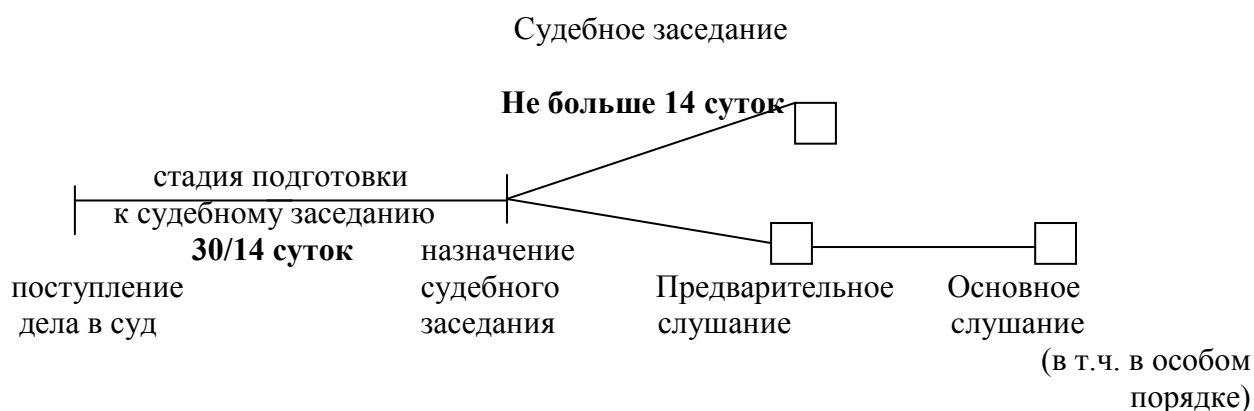 Судебное заседание
Не больше 14 суток
стадия подготовки
к судебному заседанию
30/14 суток
поступление
дела в суд
назначение
судебного
заседания
Предварительное
слушание
Основное
слушание
(в т.ч. в особом
порядке)